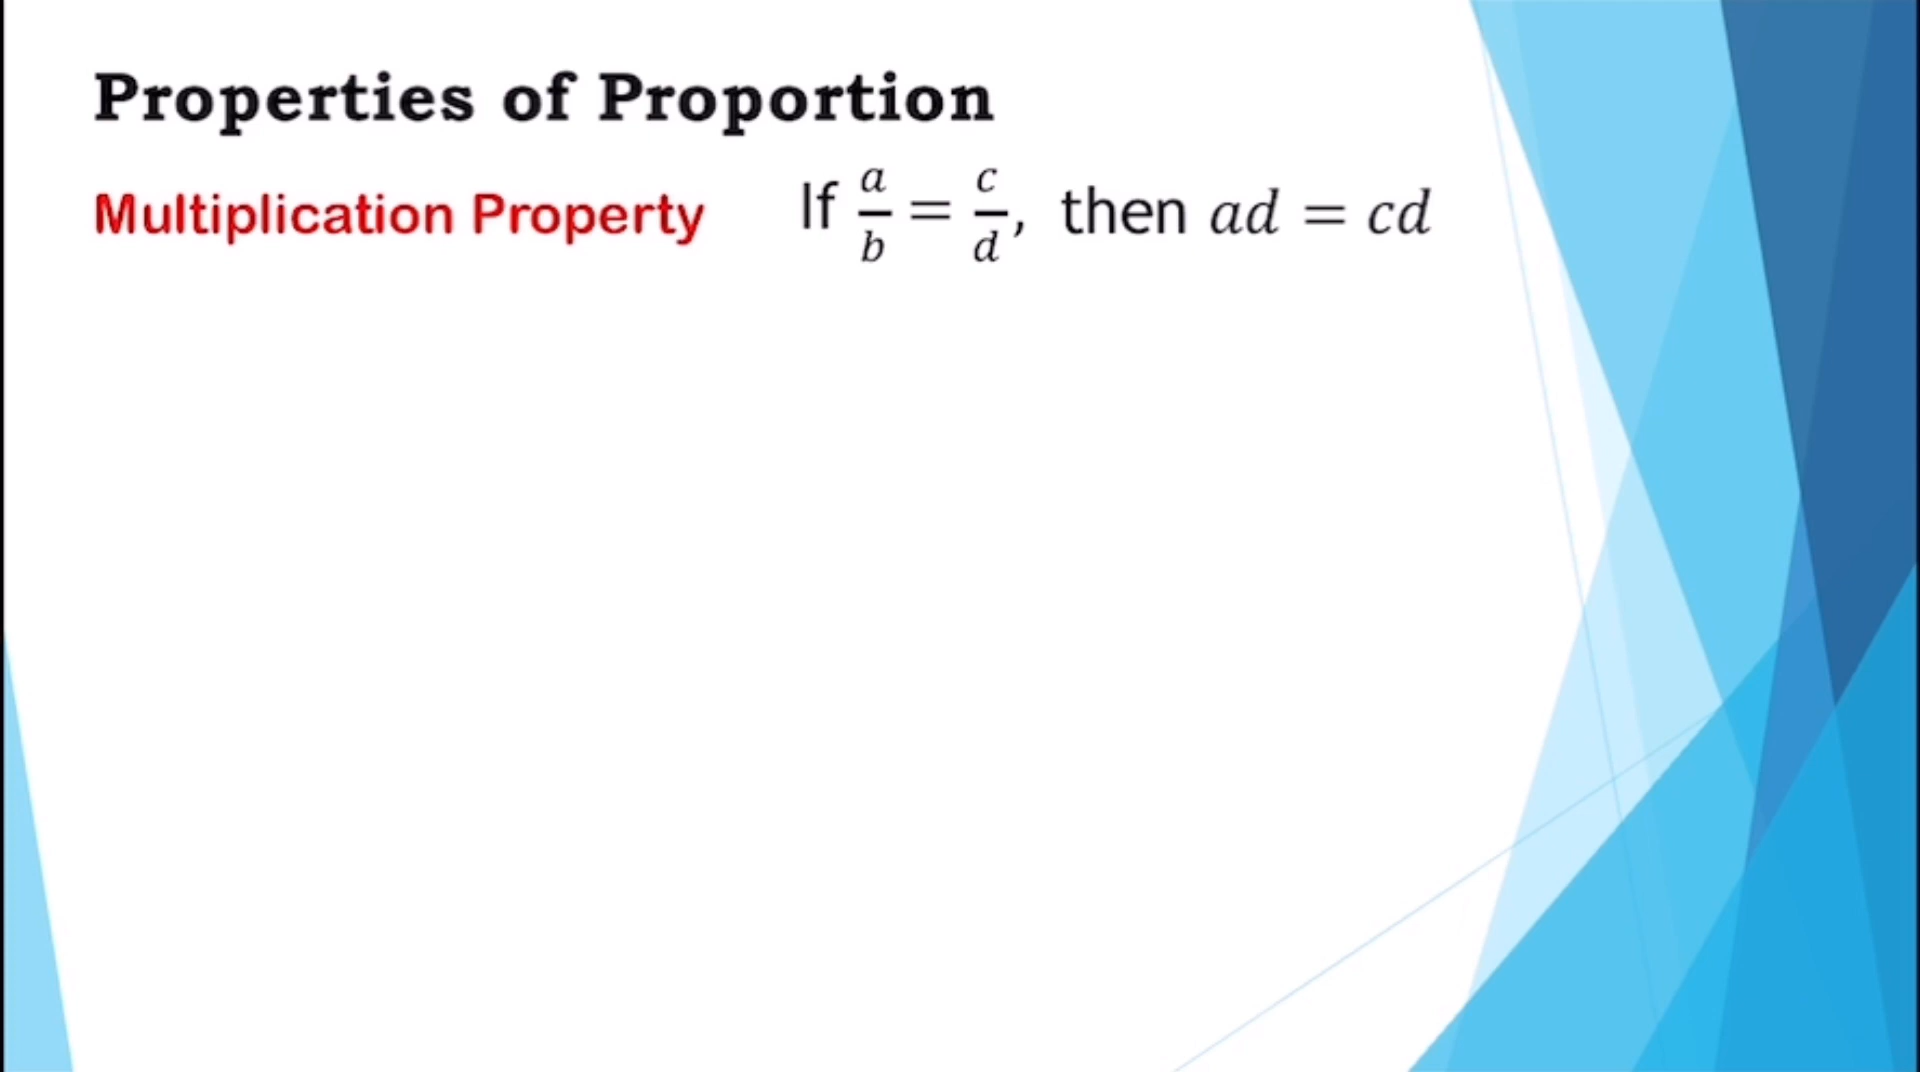 Properties of Proportion
Multiplication Property If a/b = c/d, then ad = cd